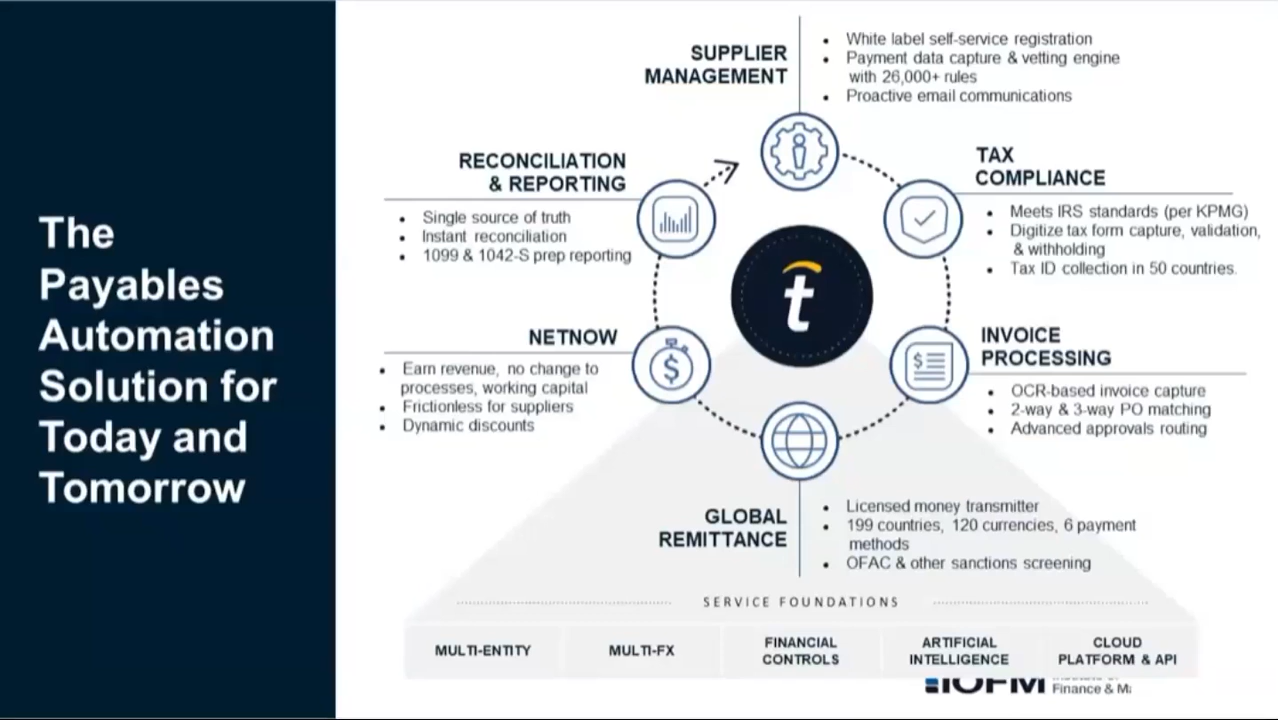 The
Payables
Automation
Solution for
Today and
Tomorrow
SUPPLIER
MANAGEMENT
• White label self-service registration
• Payment data capture & vetting engine
with 26,000+ rules
• Proactive email communications
TAX
COMPLIANCE
• Meets IRS standards (per KPMG)
• Digitize tax form capture, validation,
& withholding
• Tax ID collection in 50 countries.
INVOICE
PROCESSING
• OCR-based invoice capture
• 2-way & 3-way PO matching
• Advanced approvals routing
GLOBAL
REMITTANCE
• Licensed money transmitter
• 199 countries, 120 currencies, 6 payment
methods
• OFAC & other sanctions screening
NETNOW
• Earn revenue, no change to
processes, working capital
• Frictionless for suppliers
• Dynamic discounts
RECONCILIATION
& REPORTING
• Single source of truth
• Instant reconciliation
• 1099 & 1042-S prep reporting
t
$
$
SERVICE FOUNDATIONS
MULTI-ENTITY
MULTI-FX
FINANCIAL
CONTROLS
ARTIFICIAL
INTELLIGENCE
CLOUD
PLATFORM & API
IOFM
Finance & M